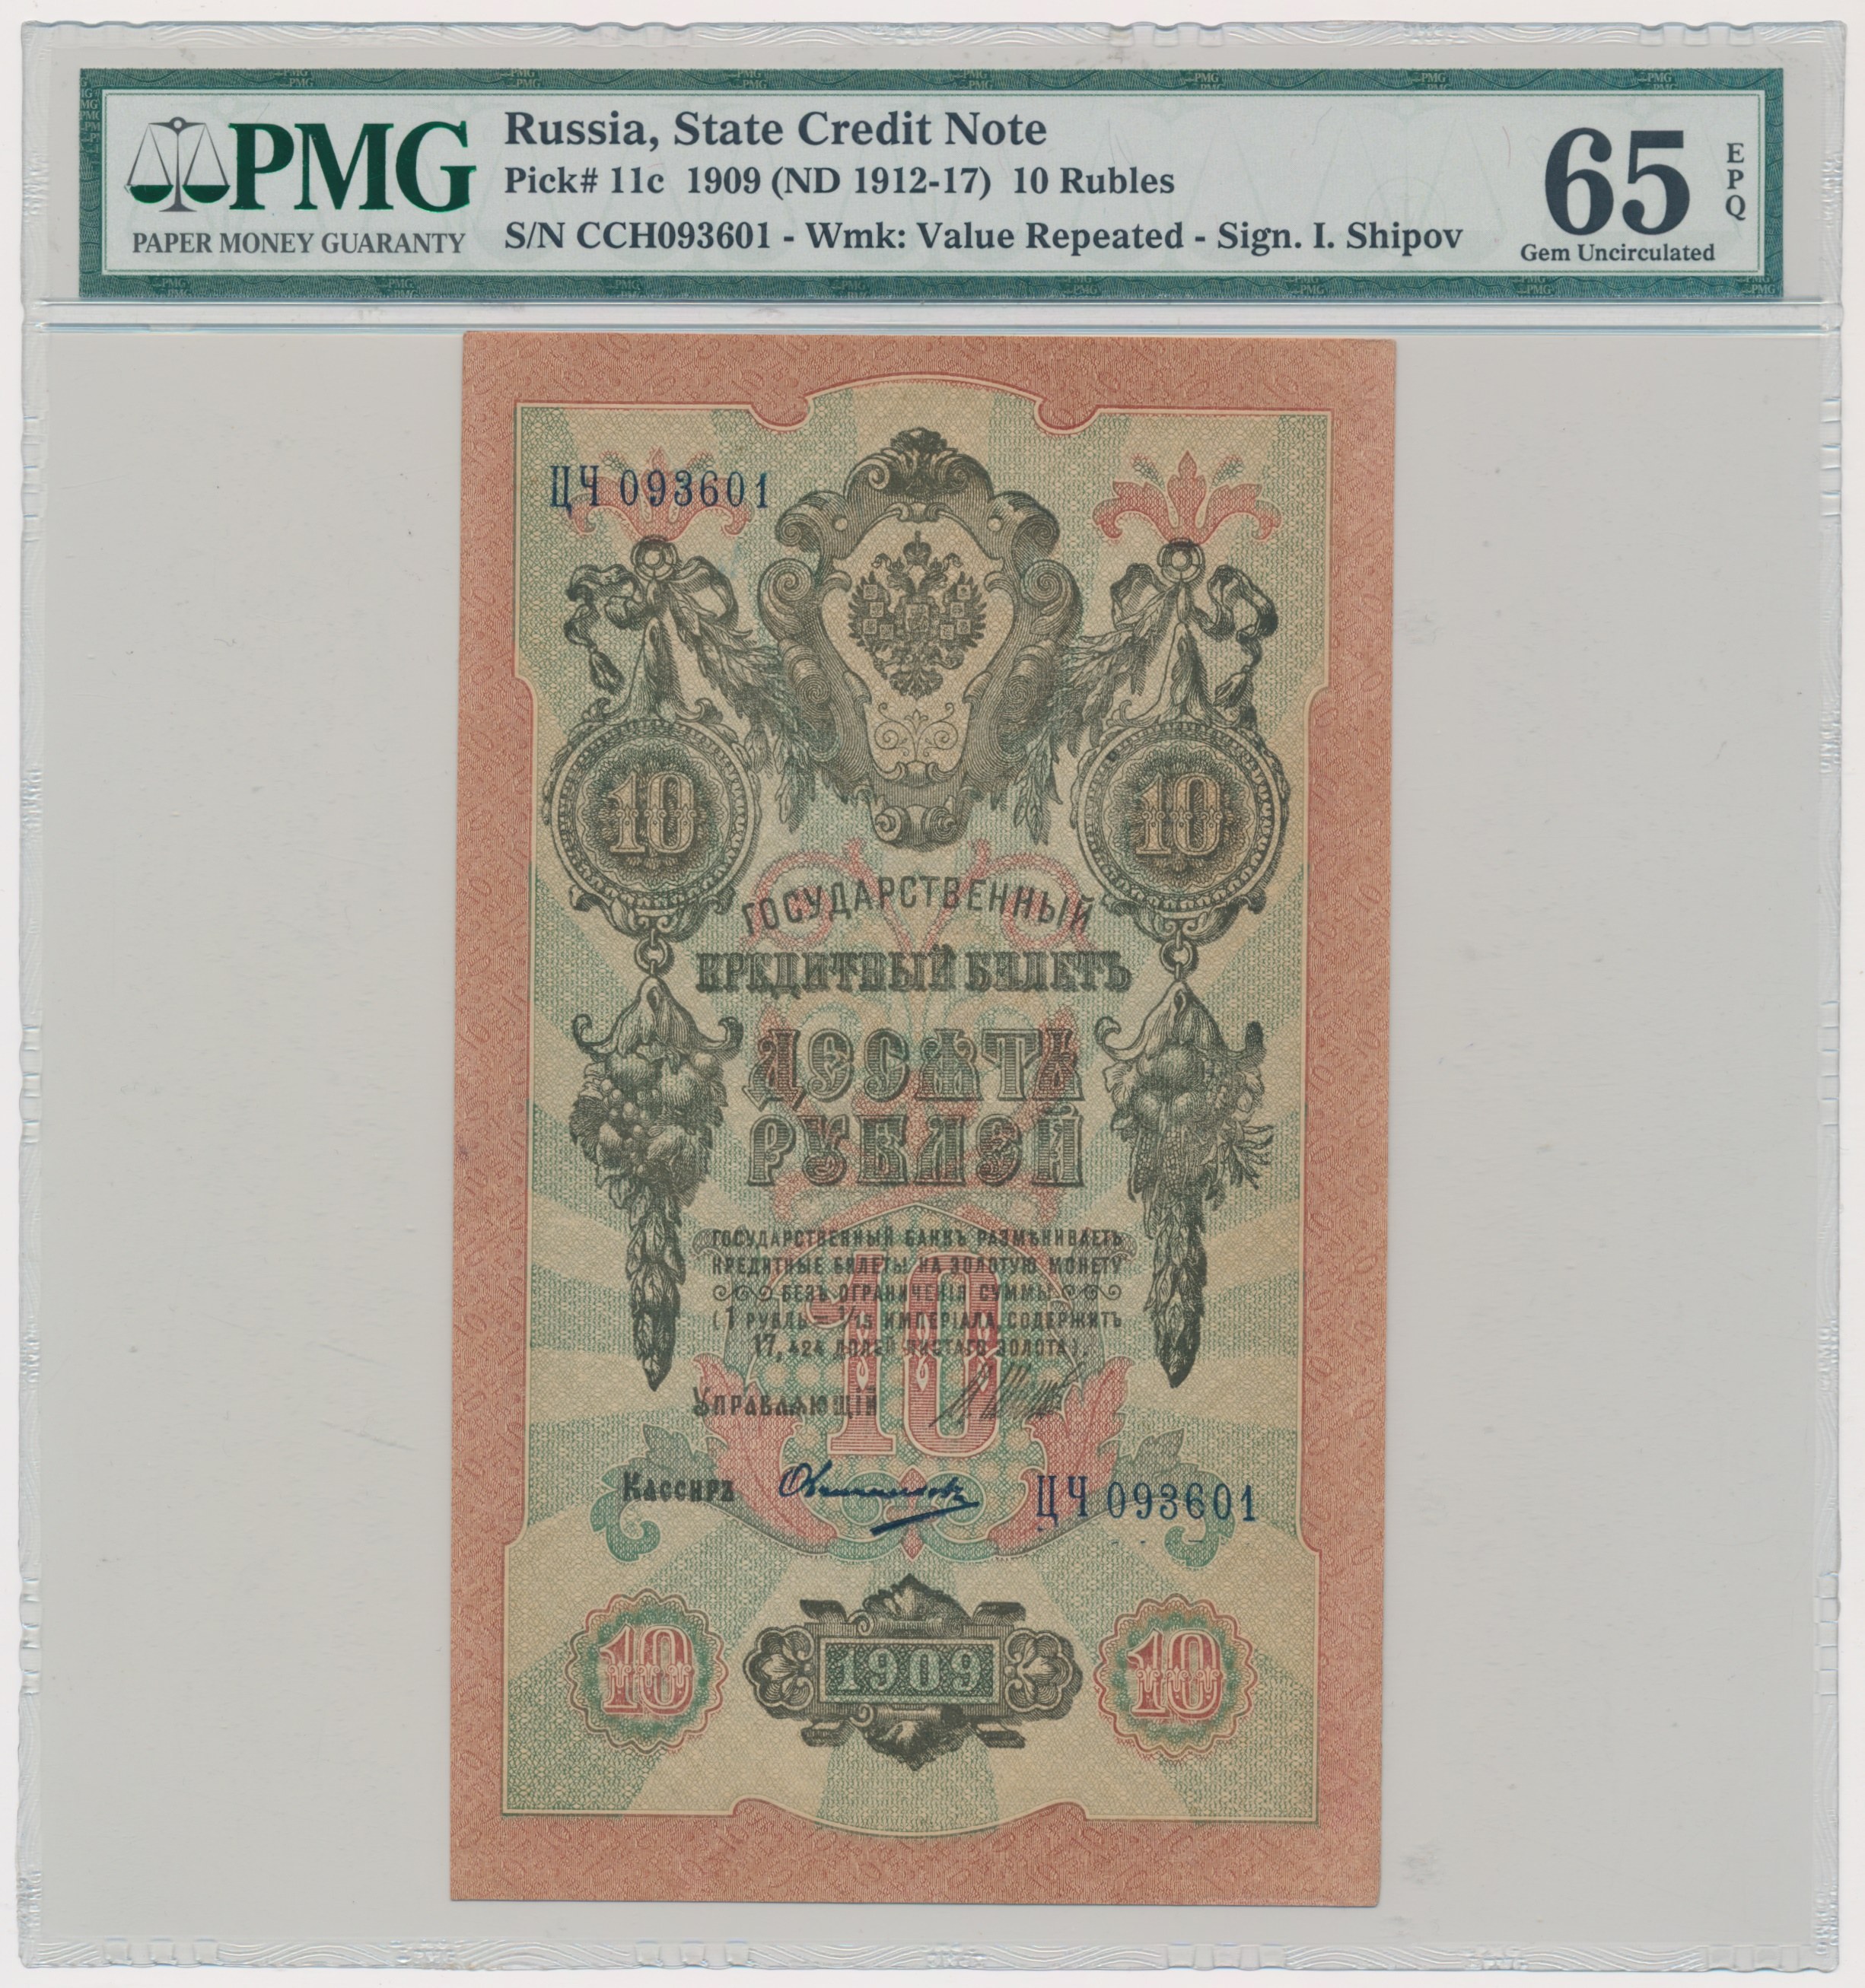 PMG
PAPER MONEY GUARANTY
Russia, State Credit Note
Pick# 11c 1909 (ND 1912-17) 10 Rubles
S/N CCH093601 - Wmk: Value Repeated - Sign. I. Shipov
65
EPQ
Gem Uncirculated
ЦЧ 093601
10 10
ГОСУДАРСТВЕННЫЙ
КРЕДИТНЫЙ БИЛЕТЪ
ДЕСЯТЬ
РУБЛЕЙ
ГОСУДАРСТВЕННЫЙ БАНКЪ РАЗМѢНИВАЕТЪ
КРЕДИТНЫЕ БИЛЕТЫ НА ЗОЛОТУЮ МОНЕТУ
БЕЗЪ ОГРАНИЧЕНІЯ СУММЫ
(1 РУБЛЬ = 1/15 ИМПЕРІАЛА, СОДЕРЖИТЪ
17,424 ДОЛЕЙ ЧИСТАГО ЗОЛОТА).
10
УПРАВЛЯЮЩІЙ
КАССИРЪ
ЦЧ 093601
10 1909 10